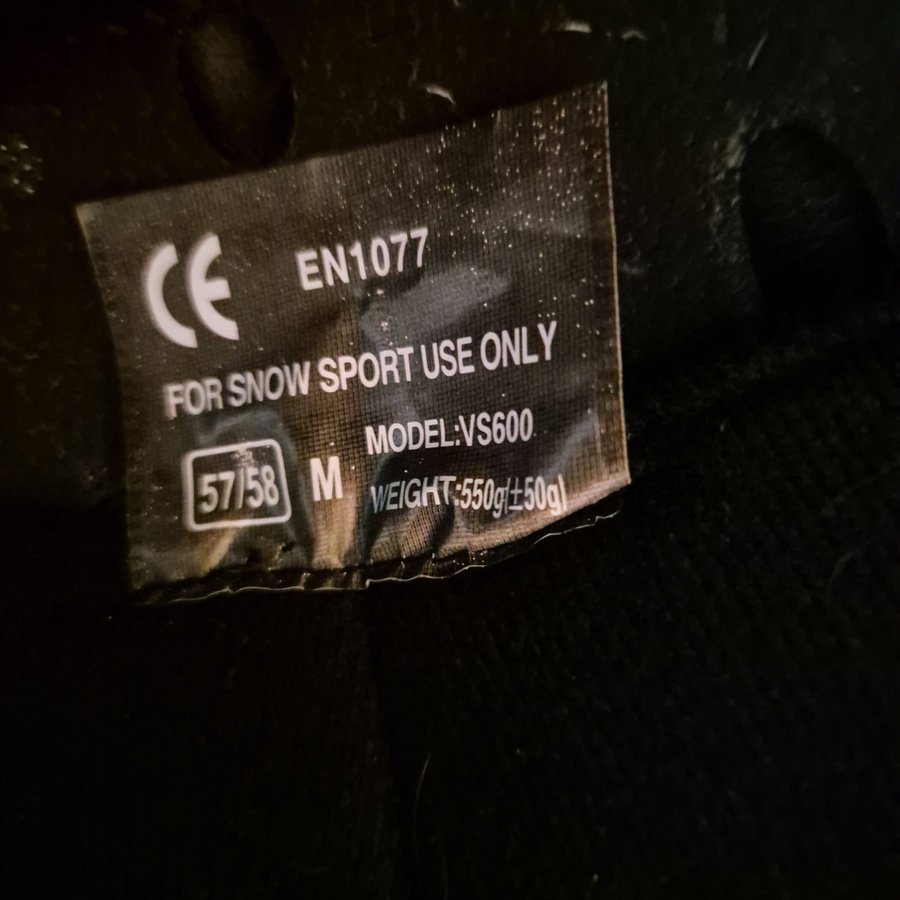 CE EN1077
FOR SNOW SPORT USE ONLY
57/58 M MODEL:VS600
WEIGHT:550g(±50g)